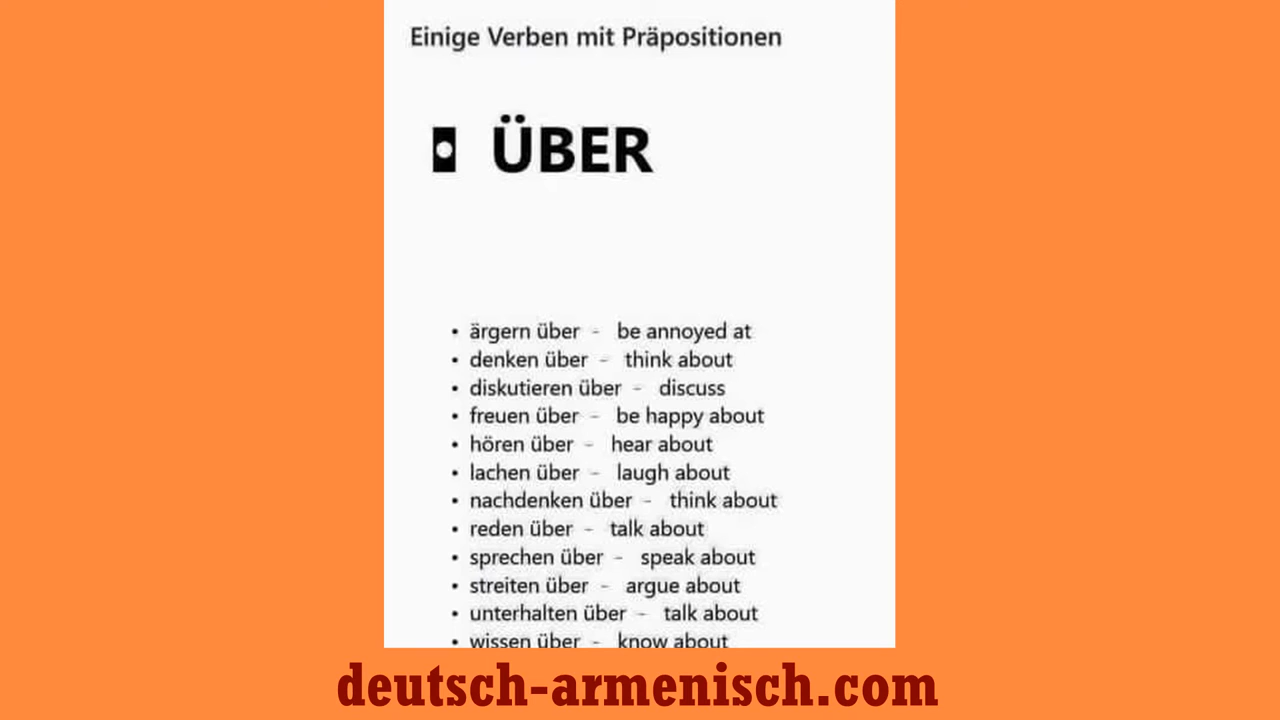 Einige Verben mit Präpositionen
ÜBER
• ärgern über - be annoyed at
• denken über - think about
• diskutieren über - discuss
• freuen über - be happy about
• hören über - hear about
• lachen über - laugh about
• nachdenken über - think about
• reden über - talk about
• sprechen über - speak about
• streiten über - argue about
• unterhalten über - talk about
• wissen über - know about
deutsch-armenisch.com